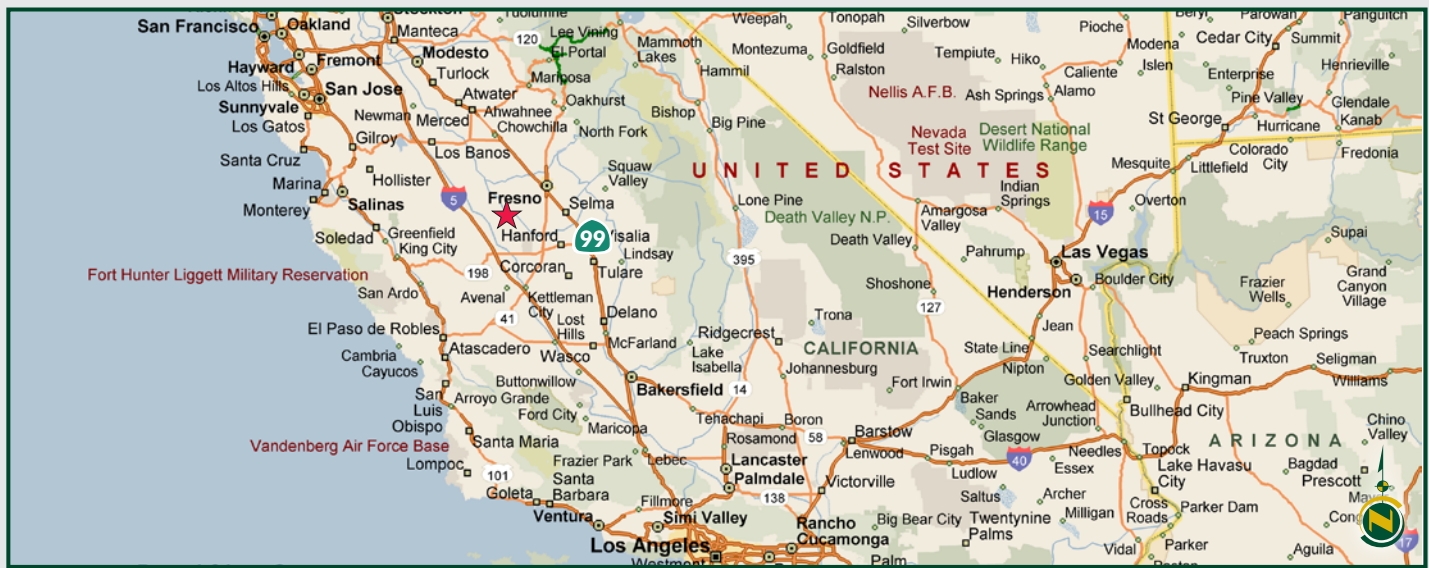 San Francisco
Oakland
Stockton
Manteca
Tuolumne
Lee Vining
120
El Portal
Mammoth
Lakes
Weepah
Tonopah
Silverbow
Pioche
Beryl
Parowan
Panguitch
Cedar City
Summit
Hayward
Fremont
Modesto
Mariposa
Hammil
Montezuma
Goldfield
Tempiute
Hiko
Modena
Islen
Henrieville
Los Altos Hills
San Jose
Turlock
Ralston
Caliente
Enterprise
Sunnyvale
Atwater
Oakhurst
Bishop
Nellis A.F.B.
Ash Springs
Alamo
Pine Valley
Glendale
Los Gatos
Newman
Merced
Ahwahnee
Chowchilla
North Fork
Big Pine
Nevada
Test Site
Desert National
Wildlife Range
St George
Hurricane
Kanab
Gilroy
Los Banos
Santa Cruz
Squaw
Valley
UNITED STATES
Mesquite
Littlefield
Colorado
City
Fredonia
Marina
Hollister
5
Fresno
Selma
Lone Pine
Indian
Springs
15
Overton
Monterey
Salinas
Death Valley N.P.
Amargosa
Valley
Soledad
Greenfield
King City
Hanford
99
Visalia
Lindsay
Death Valley
Pahrump
Las Vegas
Supai
Fort Hunter Liggett Military Reservation
198
Corcoran
Tulare
395
Boulder City
San Ardo
Avenal
Kettleman
City
Shoshone
Henderson
Frazier
Wells
Grand
Canyon
Village
El Paso de Robles
41
Lost
Hills
Delano
Trona
127
Jean
Peach Springs
Cambria
Cayucos
Atascadero
Wasco
McFarland
Ridgecrest
Lake
Isabella
CALIFORNIA
State Line
Nipton
Searchlight
Truxton
Seligman
Johannesburg
Williams
San
Luis
Obispo
Buttonwillow
Arroyo Grande
Ford City
Bakersfield
14
Fort Irwin
Golden Valley
Kingman
Maricopa
Tehachapi
Boron
Baker
Sands
Arrowhead
Junction
Bullhead City
Chino
Valley
Vandenberg Air Force Base
Santa Maria
Rosamond
58
Barstow
Lenwood
Glasgow
ARIZONA
Lompoc
101
Frazier Park
Lebec
Lancaster
Palmdale
Pisgah
Ludlow
40
Essex
Needles
Topock
Lake Havasu
City
Bagdad
Prescott
Goleta
Santa
Barbara
Fillmore
138
Victorville
Saltus
Archer
Milligan
Cross
Roads
Parker Dam
Ventura
Simi Valley
Rancho
Cucamonga
Big Bear City
Twentynine
Palms
Los Angeles
Vidal
Parker
Aguila
17
N
Palm